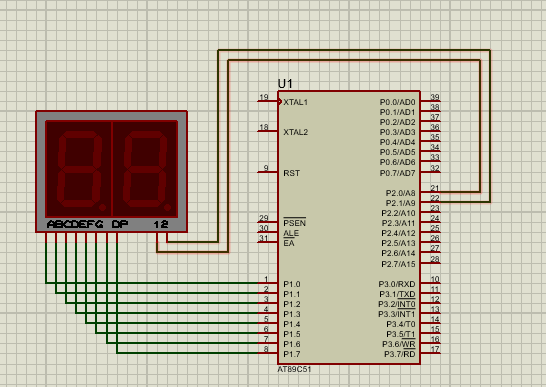 U1
19 XTAL1 P0.0/AD0 39
P0.1/AD1 38
P0.2/AD2 37
18 XTAL2 P0.3/AD3 36
P0.4/AD4 35
P0.5/AD5 34
P0.6/AD6 33
9 RST P0.7/AD7 32
P2.0/A8 21
P2.1/A9 22
P2.2/A10 23
29 PSEN P2.3/A11 24
30 ALE P2.4/A12 25
31 EA P2.5/A13 26
P2.6/A14 27
P2.7/A15 28
ABCDEFG DP 12
1 P1.0 P3.0/RXD 10
2 P1.1 P3.1/TXD 11
3 P1.2 P3.2/INT0 12
4 P1.3 P3.3/INT1 13
5 P1.4 P3.4/T0 14
6 P1.5 P3.5/T1 15
7 P1.6 P3.6/WR 16
8 P1.7 P3.7/RD 17
AT89C51